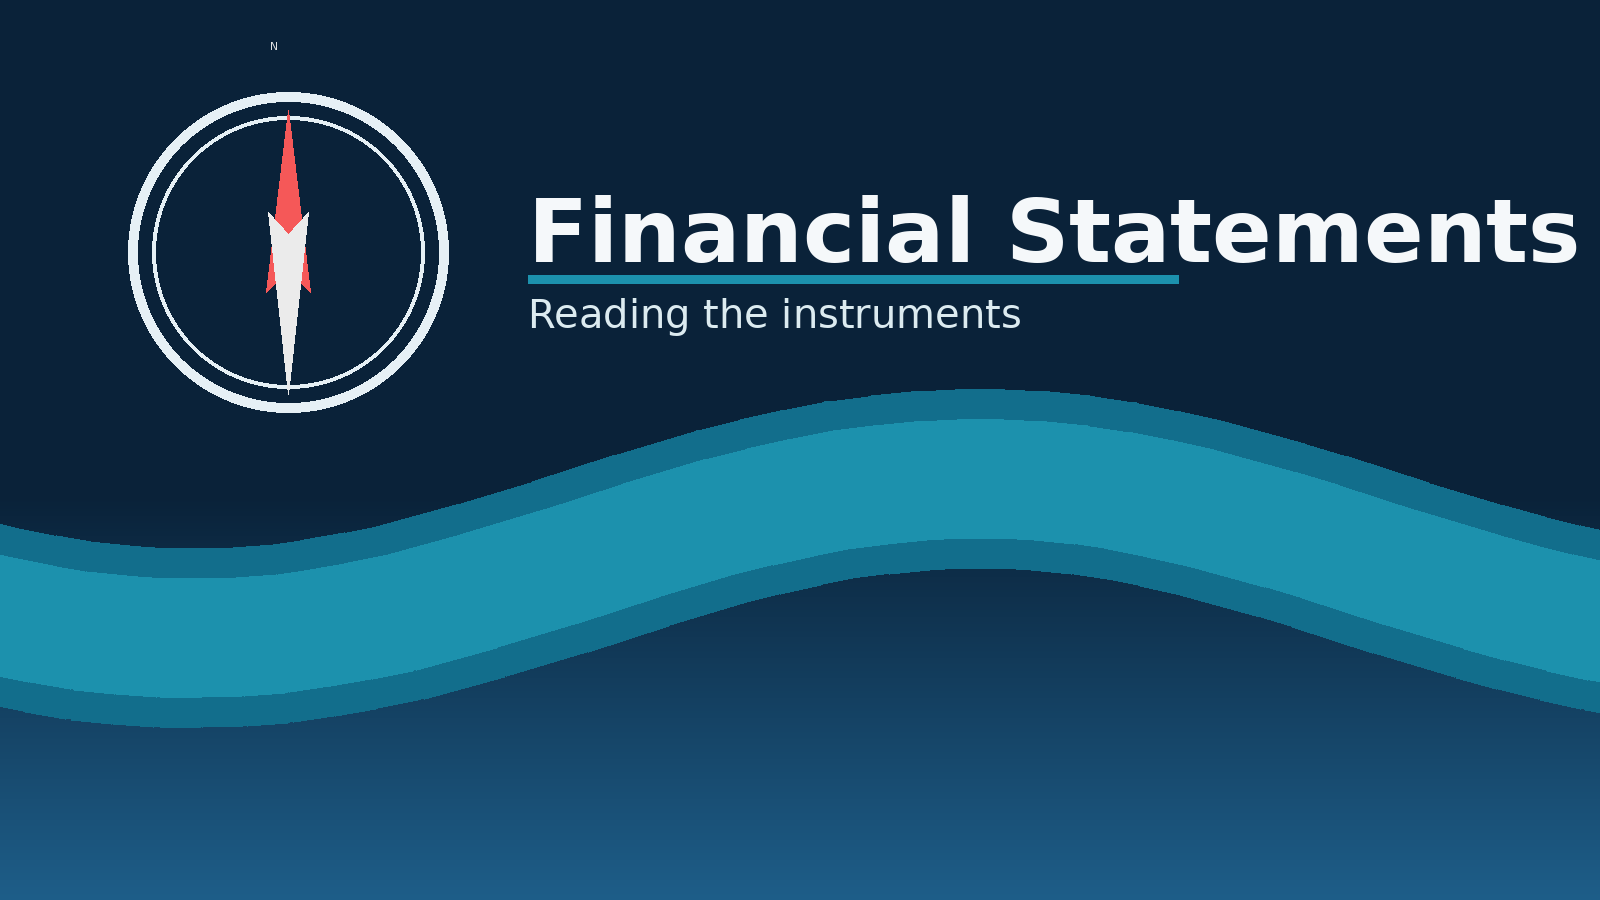 N
Financial Statements
Reading the instruments